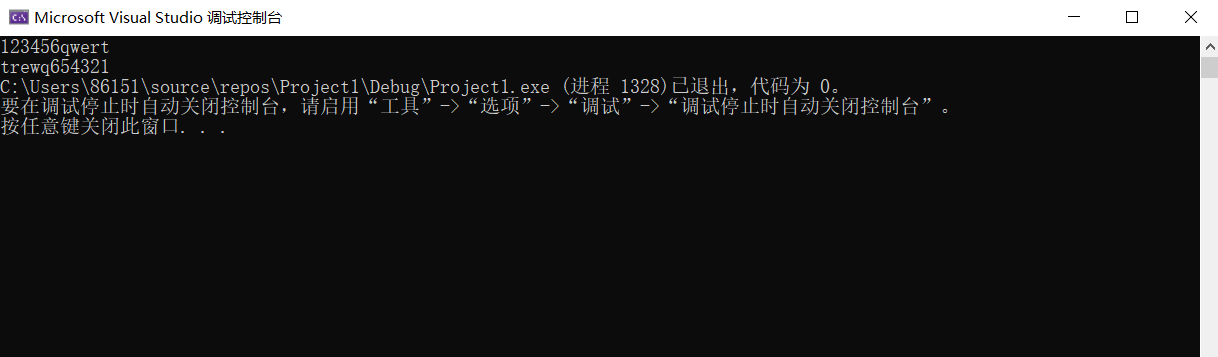 Microsoft Visual Studio 调试控制台
123456qwert
trewq654321
C:\Users\86151\source\repos\Project1\Debug\Project1.exe (进程 1328)已退出，代码为 0。
要在调试停止时自动关闭控制台，请启用“工具”->“选项”->“调试”->“调试停止时自动关闭控制台”。
按任意键关闭此窗口. . .